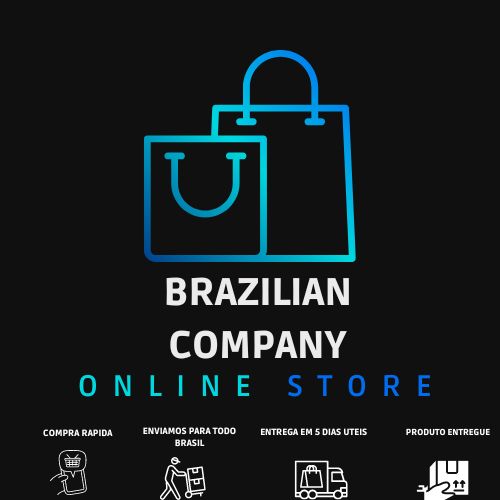 BRAZILIAN
COMPANY
ONLINE STORE
COMPRA RAPIDA
ENVIAMOS PARA TODO
BRASIL
ENTREGA EM 5 DIAS UTEIS
PRODUTO ENTREGUE